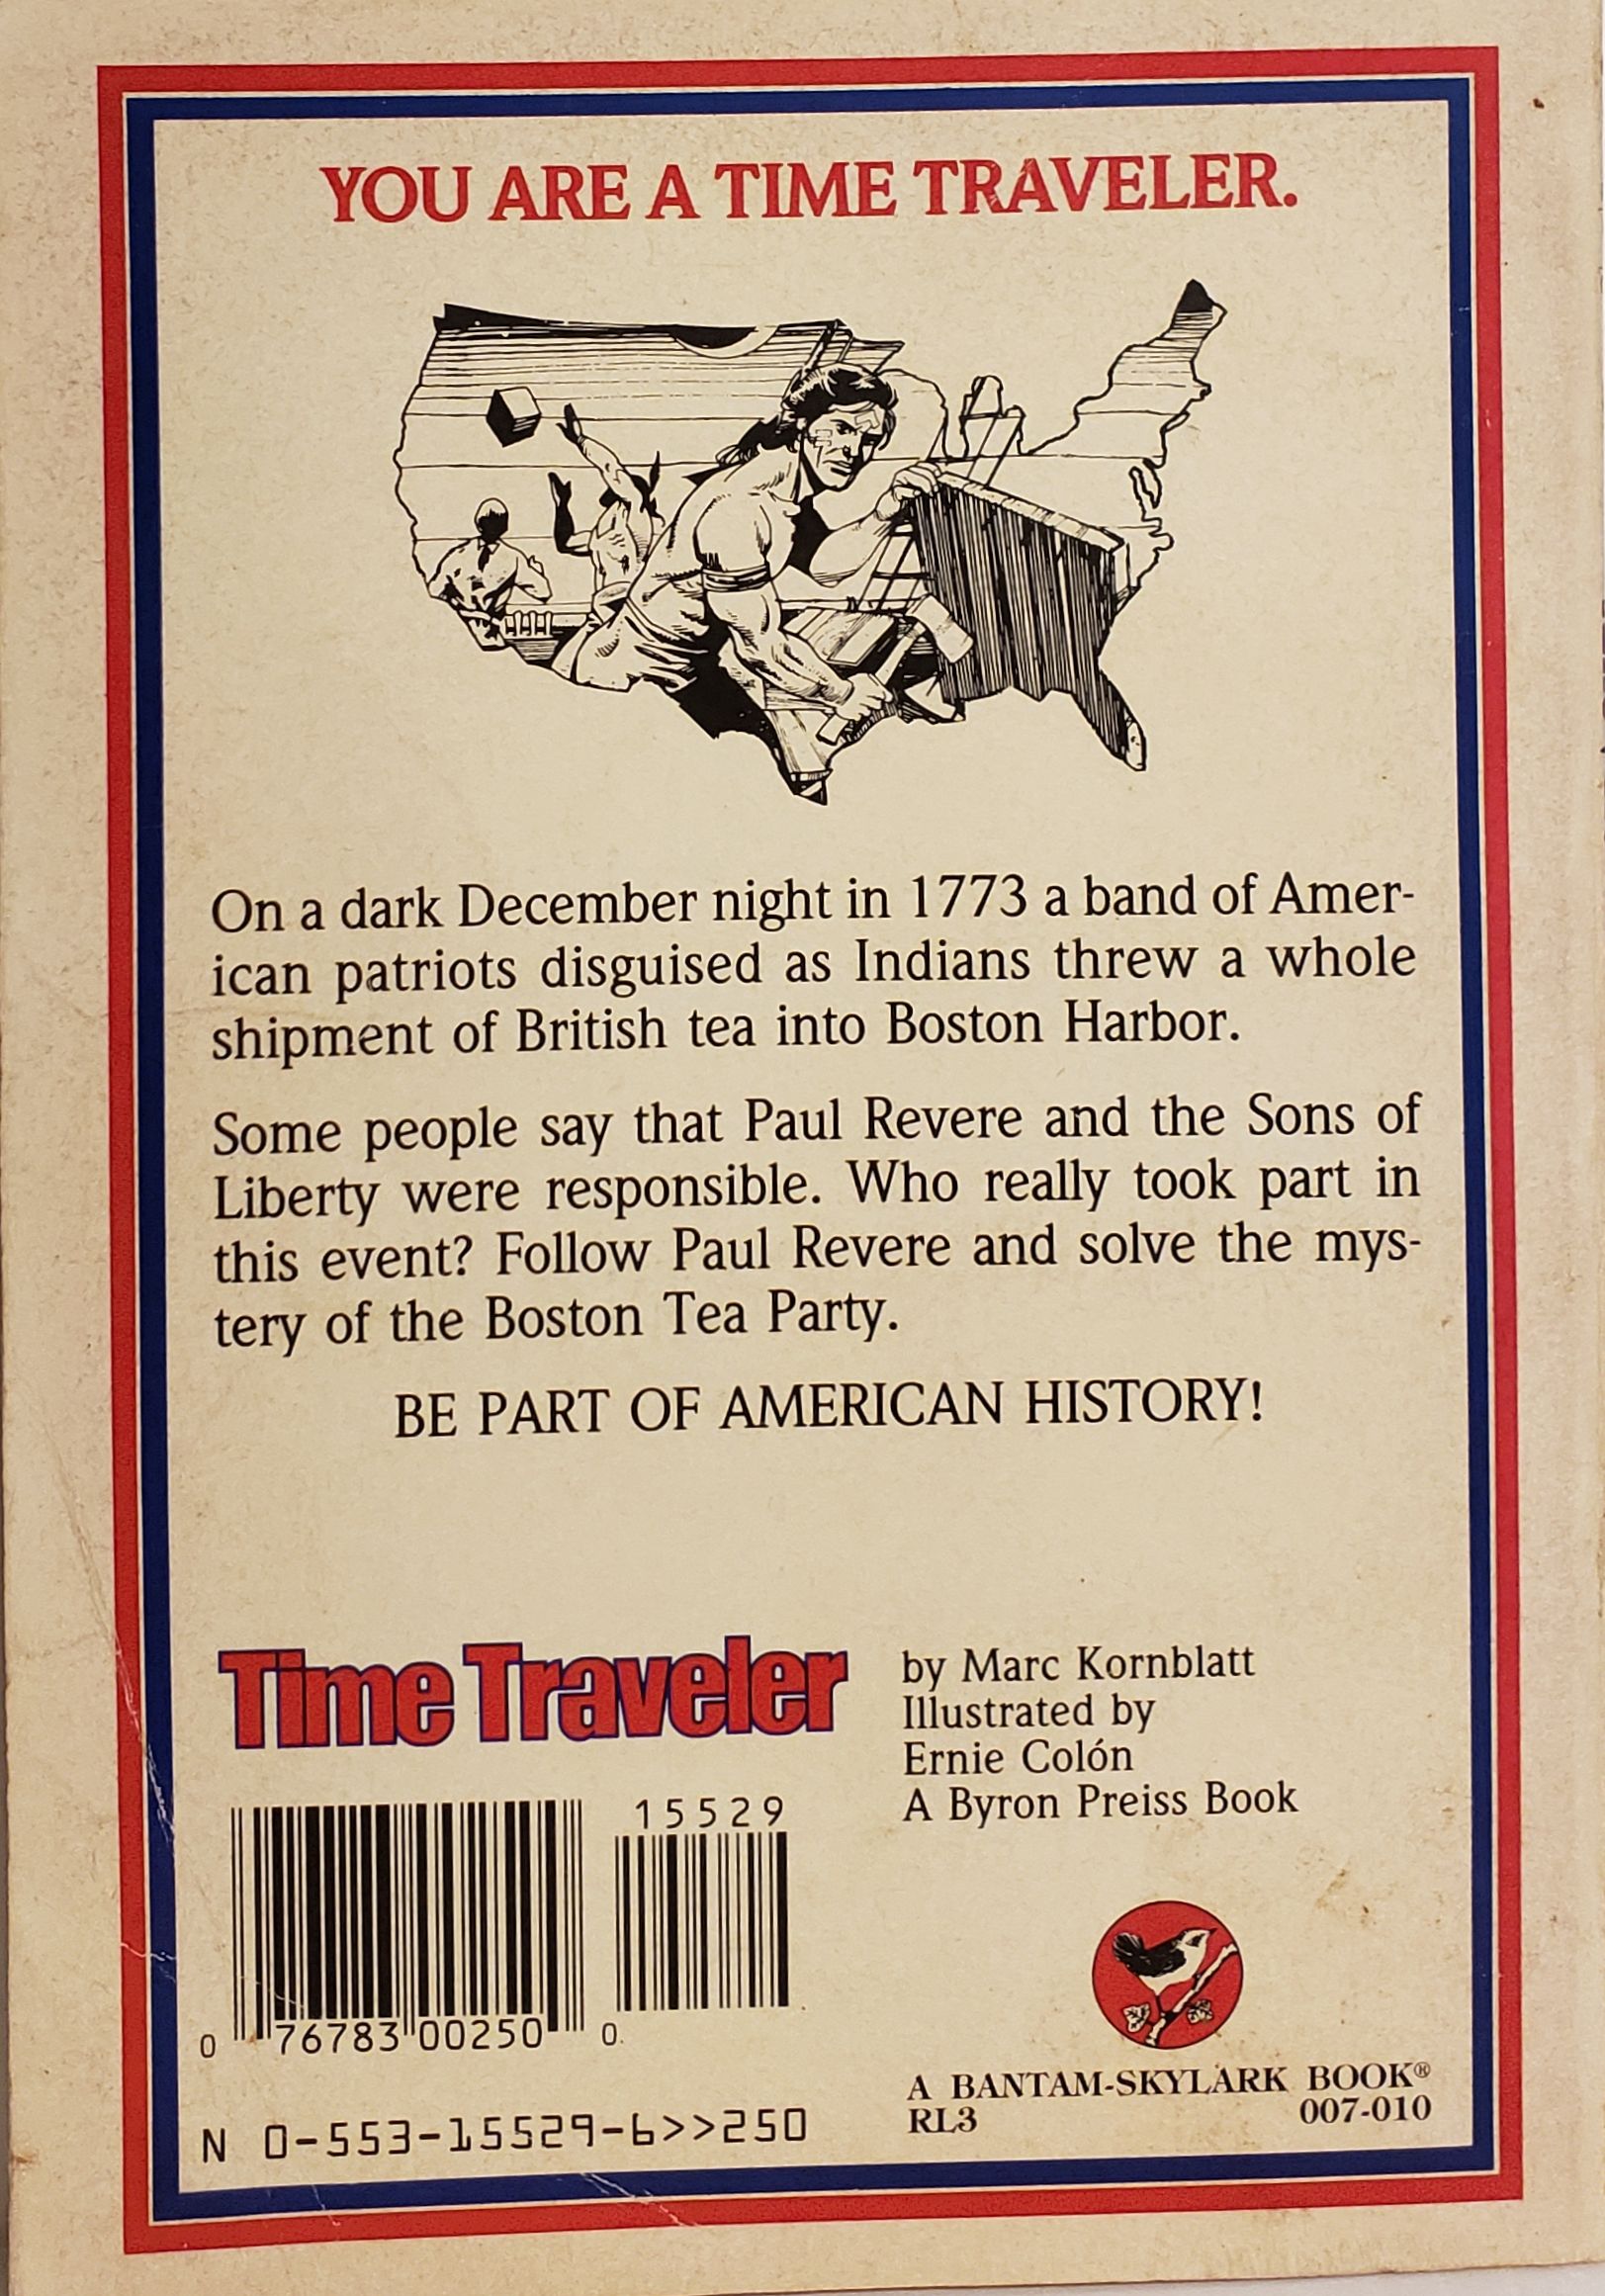 YOU ARE A TIME TRAVELER.
On a dark December night in 1773 a band of Amer-
ican patriots disguised as Indians threw a whole
shipment of British tea into Boston Harbor.
Some people say that Paul Revere and the Sons of
Liberty were responsible. Who really took part in
this event? Follow Paul Revere and solve the mys-
tery of the Boston Tea Party.
BE PART OF AMERICAN HISTORY!
Time Traveler
by Marc Kornblatt
Illustrated by
Ernie Colón
A Byron Preiss Book
15529
0 76783 00250 0
N 0-553-15529-6>>250
A BANTAM-SKYLARK BOOK®
RL3 007-010